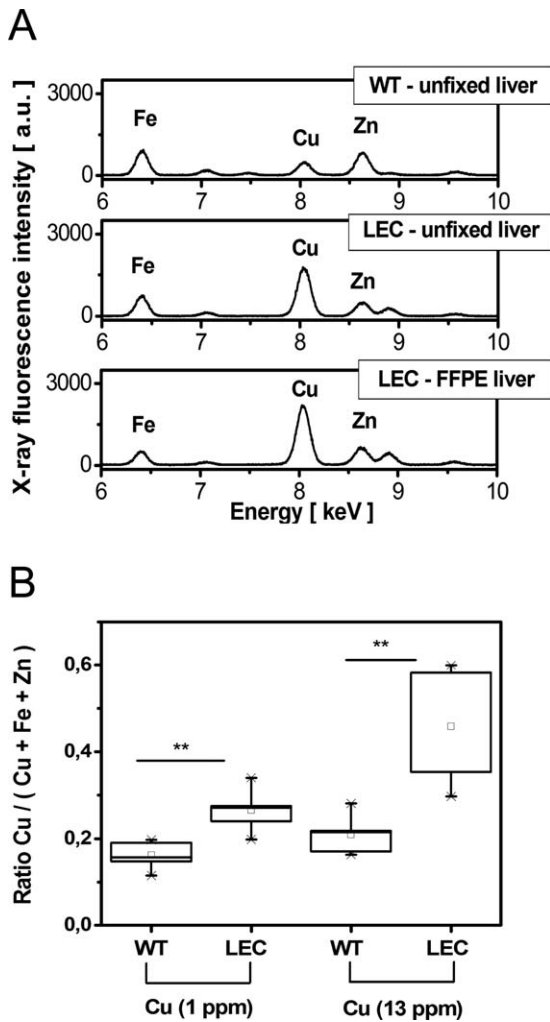 A
X-ray fluorescence intensity [ a.u. ]
WT - unfixed liver
3000
0
Fe
Cu
Zn
6 7 8 9 10
LEC - unfixed liver
3000
0
Fe
Cu
Zn
6 7 8 9 10
LEC - FFPE liver
3000
0
Fe
Cu
Zn
6 7 8 9 10
Energy [ keV ]
B
Ratio Cu / ( Cu + Fe + Zn )
0,6
0,4
0,2
0,0
**
**
WT LEC WT LEC
Cu (1 ppm) Cu (13 ppm)